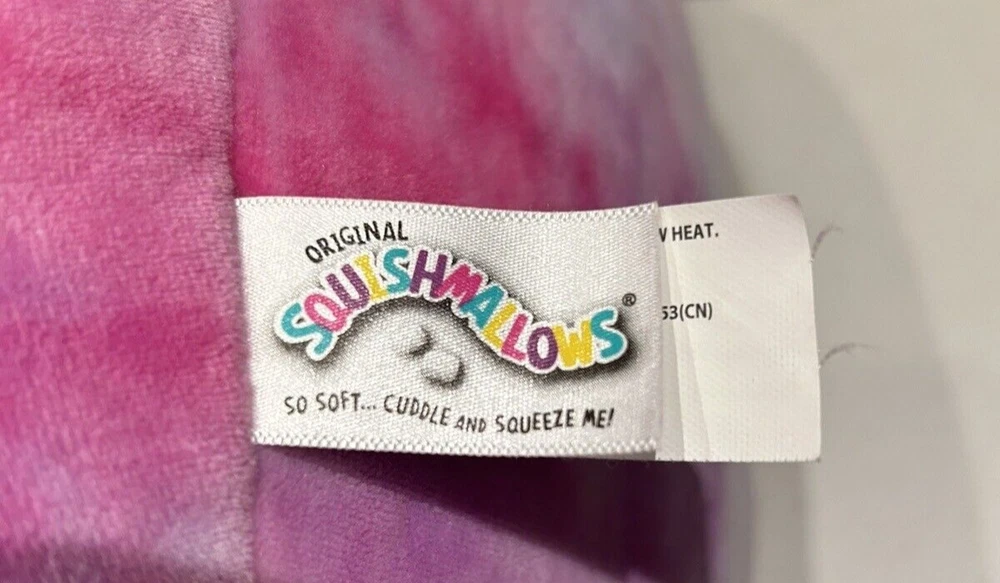 ORIGINAL
SQUISHMALLOWS®
SO SOFT... CUDDLE AND SQUEEZE ME!
HEAT.
53(CN)